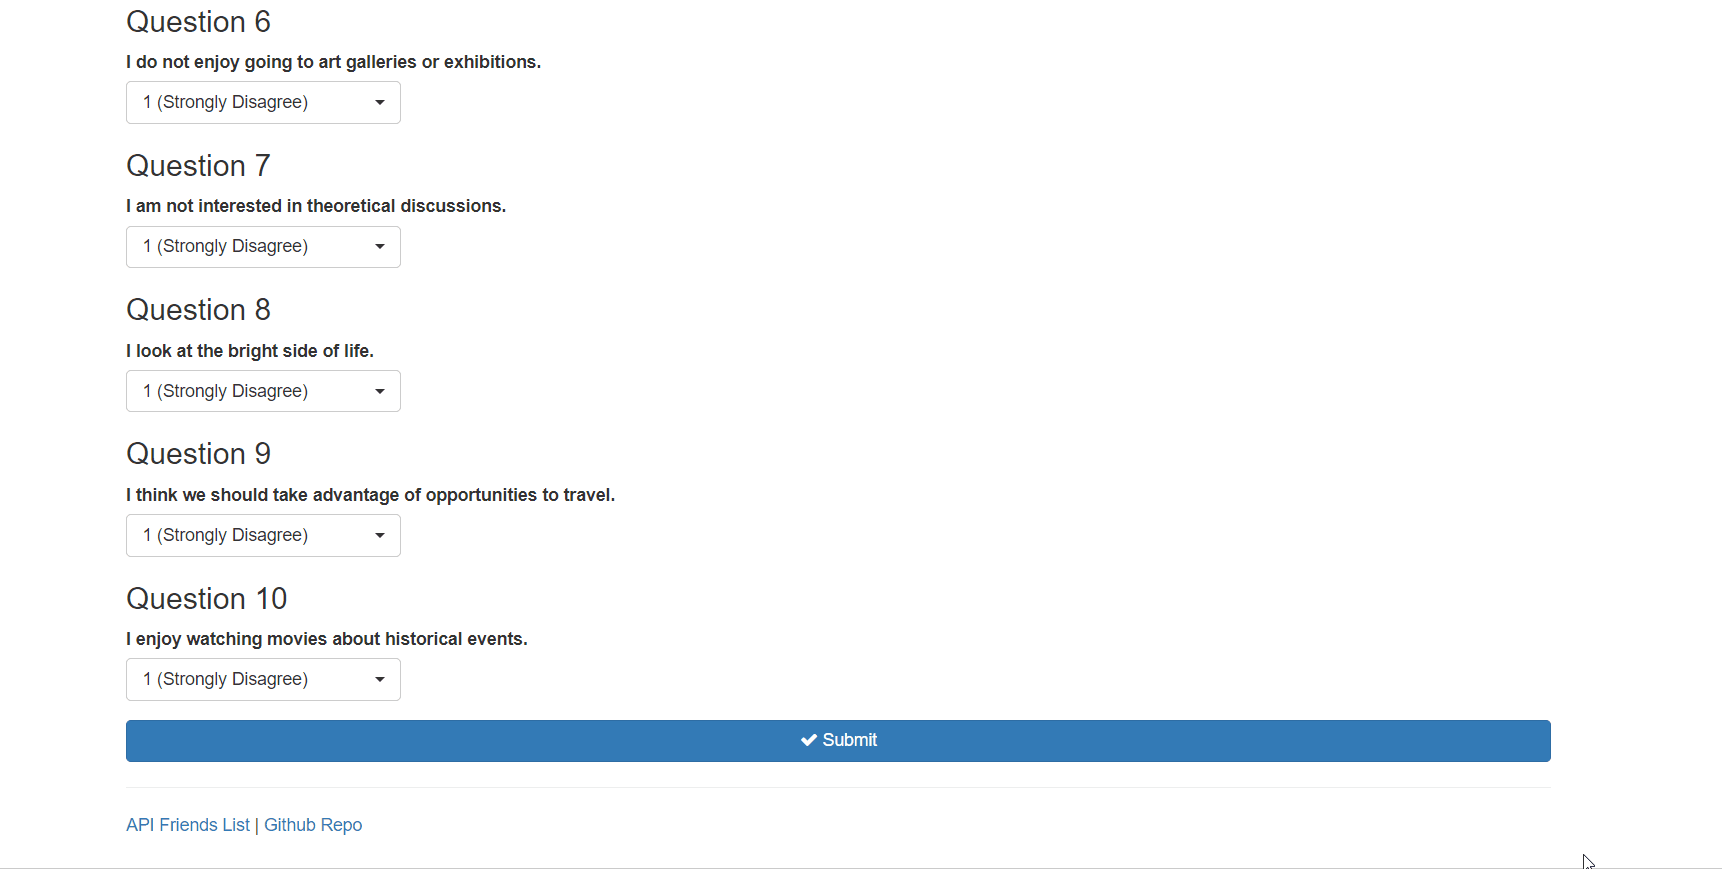 Question 6
I do not enjoy going to art galleries or exhibitions.
1 (Strongly Disagree)
Question 7
I am not interested in theoretical discussions.
1 (Strongly Disagree)
Question 8
I look at the bright side of life.
1 (Strongly Disagree)
Question 9
I think we should take advantage of opportunities to travel.
1 (Strongly Disagree)
Question 10
I enjoy watching movies about historical events.
1 (Strongly Disagree)
Submit
API Friends List | Github Repo